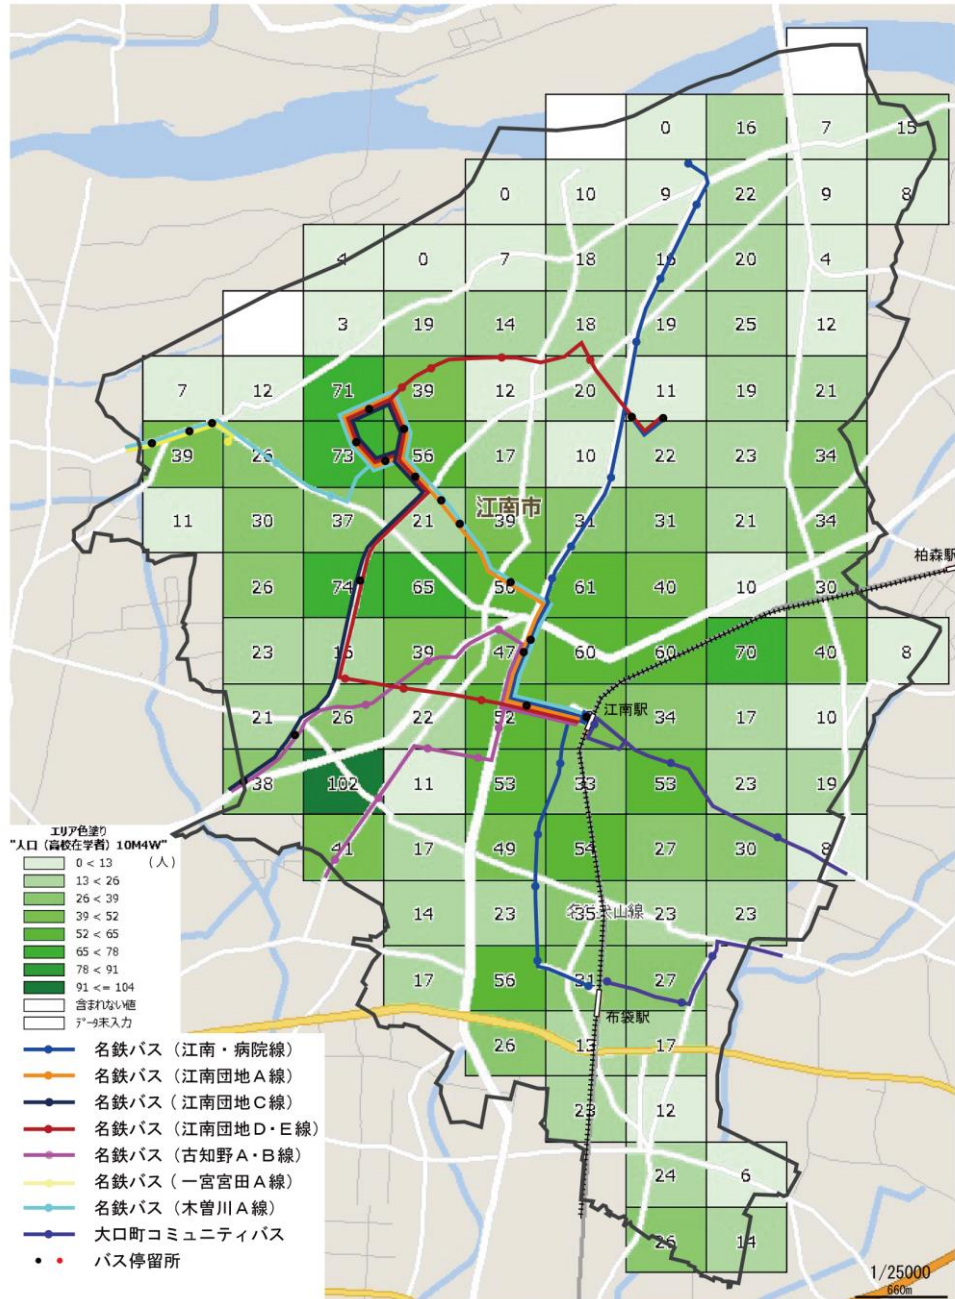 0 16 7 15
0 10 9 22 9 8
4 0 7 18 16 20 4
3 19 14 18 19 25 12
7 12 71 39 12 20 11 19 21
39 26 73 56 17 10 22 23 34
江南市
11 30 37 21 39 31 31 21 34
柏森駅
26 74 65 56 61 40 10 30
23 16 39 47 60 60 70 40 8
江南駅
21 26 22 52 34 17 10
38 102 11 53 33 53 23 19
41 17 49 54 27 30 8
14 23 35 23 23
犬山線
17 56 31 27
布袋駅
26 13 17
23 12
24 6
26 14
エリア色塗り
"人口（高校在学者）10M4W"
0 < 13 （人）
13 < 26
26 < 39
39 < 52
52 < 65
65 < 78
78 < 91
91 <= 104
含まれない値
データ未入力
名鉄バス（江南・病院線）
名鉄バス（江南団地A線）
名鉄バス（江南団地C線）
名鉄バス（江南団地D・E線）
名鉄バス（古知野A・B線）
名鉄バス（一宮宮田A線）
名鉄バス（木曽川A線）
大口町コミュニティバス
バス停留所
1/25000
660m